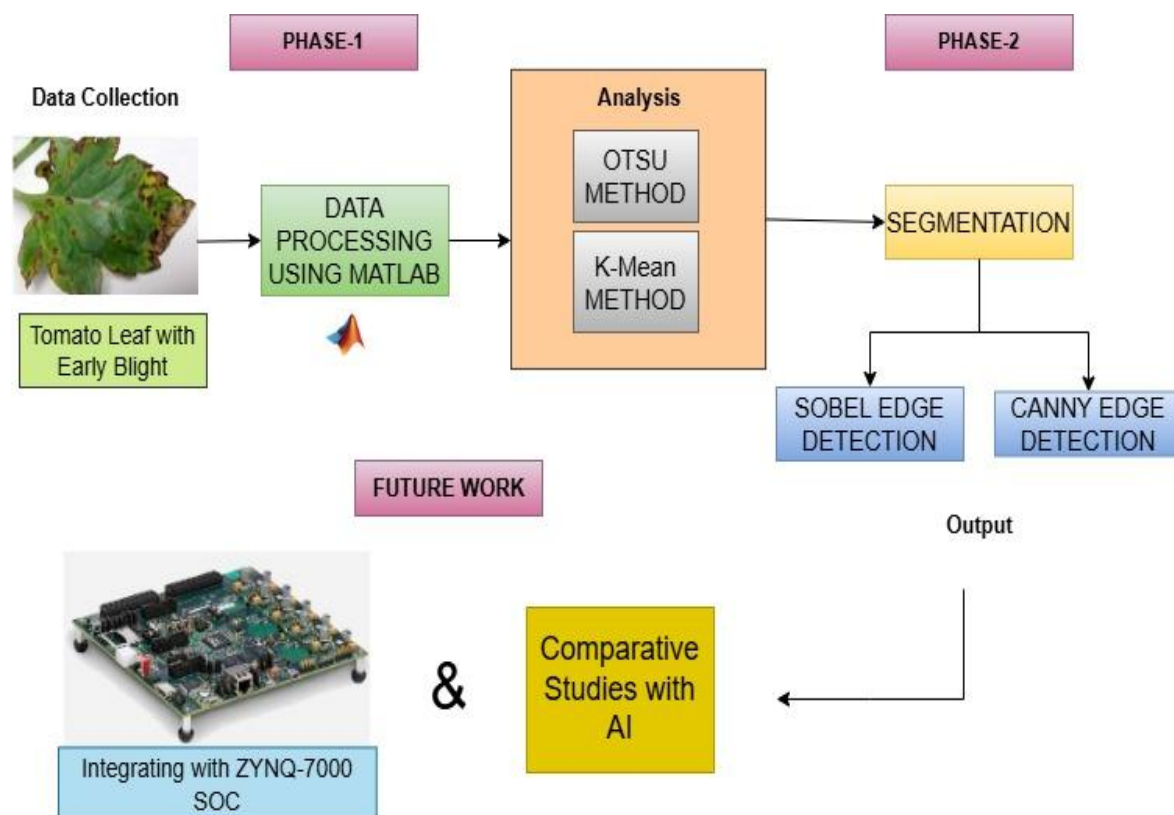 PHASE-1
PHASE-2
Data Collection
Analysis
OTSU
METHOD
DATA
PROCESSING
USING MATLAB
SEGMENTATION
K-Mean
METHOD
Tomato Leaf with
Early Blight
SOBEL EDGE
DETECTION
CANNY EDGE
DETECTION
FUTURE WORK
Output
Comparative
Studies with
AI
&
Integrating with ZYNQ-7000
SOC